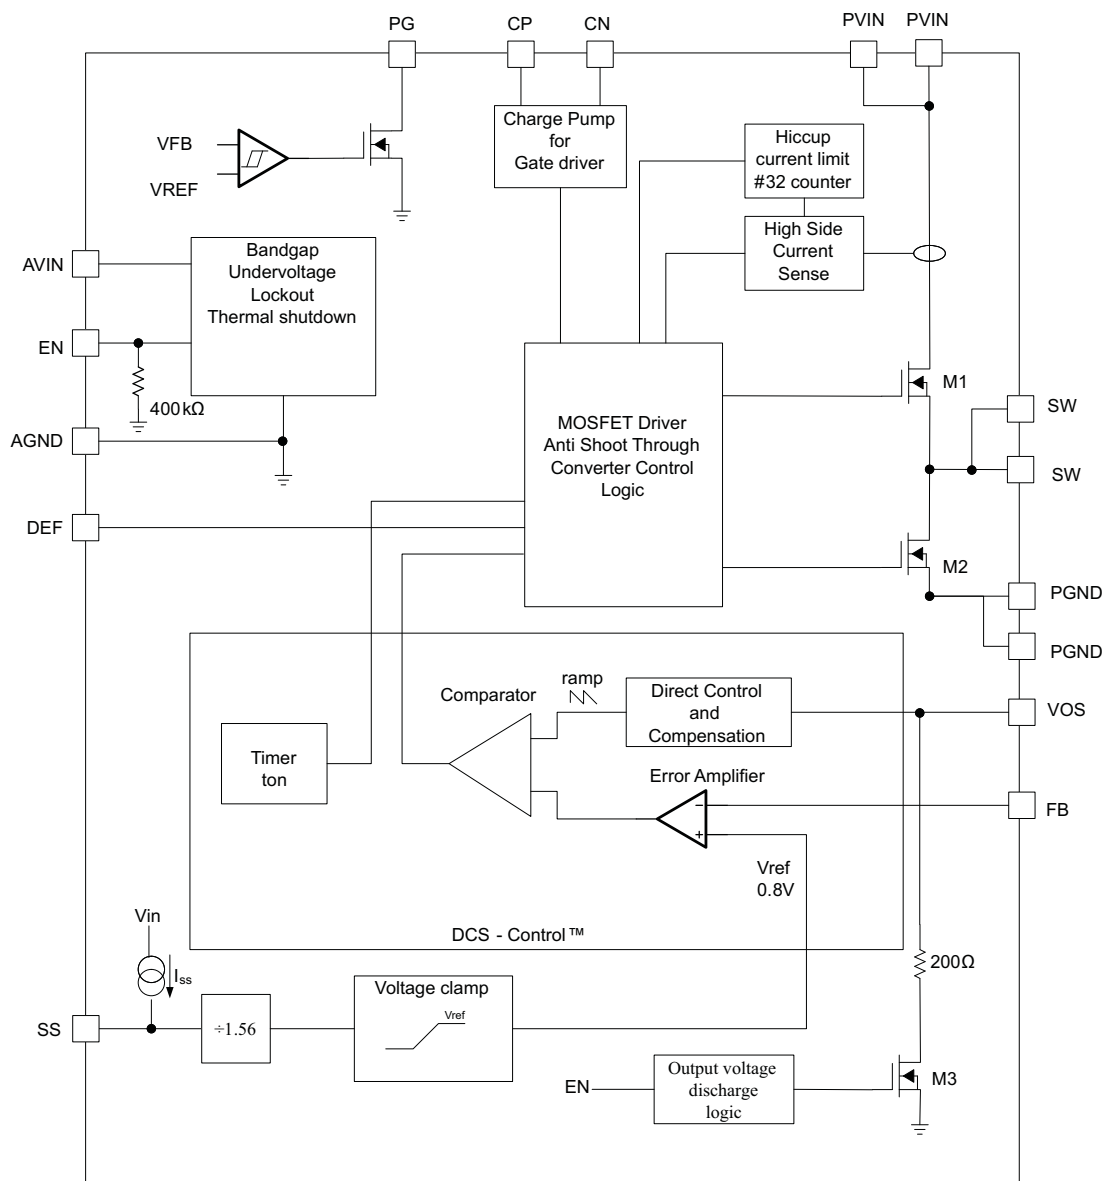 PG
CP
CN
PVIN
PVIN
VFB
VREF
Charge Pump
for
Gate driver
Hiccup
current limit
#32 counter
High Side
Current
Sense
AVIN
Bandgap
Undervoltage
Lockout
Thermal shutdown
EN
400kΩ
AGND
DEF
MOSFET Driver
Anti Shoot Through
Converter Control
Logic
M1
SW
SW
M2
PGND
PGND
Comparator
ramp
Direct Control
and
Compensation
VOS
Timer
ton
Error Amplifier
−
+
FB
Vref
0.8V
DCS - Control™
Vin
Iss
SS
÷1.56
Voltage clamp
Vref
200Ω
EN
Output voltage
discharge
logic
M3